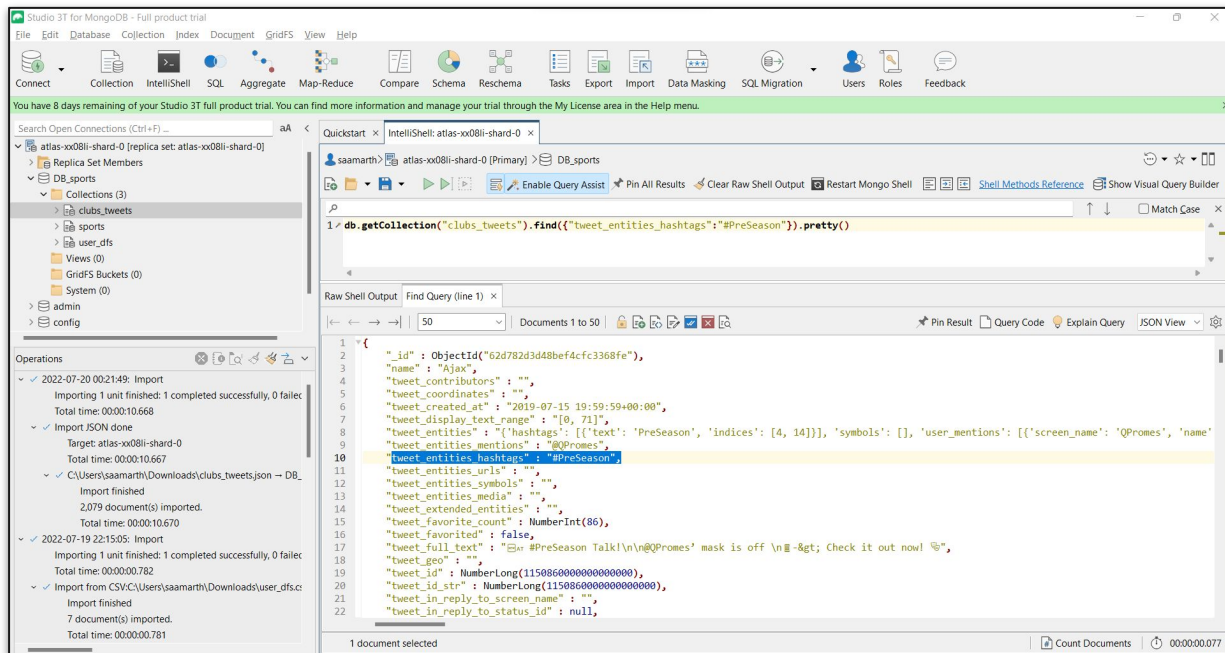 Studio 3T for MongoDB - Full product trial
File Edit Database Collection Index Document GridFS View Help
Connect Collection IntelliShell SQL Aggregate Map-Reduce Compare Schema Reschema Tasks Export Import Data Masking SQL Migration Users Roles Feedback
You have 8 days remaining of your Studio 3T full product trial. You can find more information and manage your trial through the My License area in the Help menu.
Search Open Connections (Ctrl+F) ... aA
atlas-xx08li-shard-0 [replica set: atlas-xx08li-shard-0]
Replica Set Members
DB_sports
Collections (3)
clubs_tweets
sports
user_dfs
Views (0)
GridFS Buckets (0)
System (0)
admin
config
Operations
2022-07-20 00:21:49: Import
Importing 1 unit finished: 1 completed successfully, 0 failec
Total time: 00:00:10.668
Import JSON done
Target: atlas-xx08li-shard-0
Total time: 00:00:10.667
C:\Users\saamarth\Downloads\clubs_tweets.json → DB_
Import finished
2,079 document(s) imported.
Total time: 00:00:10.670
2022-07-19 22:15:05: Import
Importing 1 unit finished: 1 completed successfully, 0 failec
Total time: 00:00:00.782
Import from CSV:C:\Users\saamarth\Downloads\user_dfs.cs
Import finished
7 document(s) imported.
Total time: 00:00:00.781
Quickstart IntelliShell: atlas-xx08li-shard-0
saamarth> atlas-xx08li-shard-0 [Primary] > DB_sports
Enable Query Assist Pin All Results Clear Raw Shell Output Restart Mongo Shell Shell Methods Reference Show Visual Query Builder
Match Case
1 db.getCollection("clubs_tweets").find({"tweet_entities_hashtags":"#PreSeason"}).pretty()
Raw Shell Output Find Query (line 1)
50 Documents 1 to 50 Pin Result Query Code Explain Query JSON View
1 {
2 "_id" : ObjectId("62d782d3d48bef4cfc3368fe"),
3 "name" : "Ajax",
4 "tweet_contributors" : "",
5 "tweet_coordinates" : "",
6 "tweet_created_at" : "2019-07-15 19:59:59+00:00",
7 "tweet_display_text_range" : "[0, 71]",
8 "tweet_entities" : "{'hashtags': [{'text': 'PreSeason', 'indices': [4, 14]}], 'symbols': [], 'user_mentions': [{'screen_name': 'QPromes', 'name'
9 "tweet_entities_mentions" : "@QPromes",
10 "tweet_entities_hashtags" : "#PreSeason",
11 "tweet_entities_urls" : "",
12 "tweet_entities_symbols" : "",
13 "tweet_entities_media" : "",
14 "tweet_extended_entities" : "",
15 "tweet_favorite_count" : NumberInt(86),
16 "tweet_favorited" : false,
17 "tweet_full_text" : " #PreSeason Talk!\n\n@QPromes’ mask is off \n -&gt; Check it out now! ",
18 "tweet_geo" : "",
19 "tweet_id" : NumberLong(1150860000000000000),
20 "tweet_id_str" : NumberLong(1150860000000000000),
21 "tweet_in_reply_to_screen_name" : "",
22 "tweet_in_reply_to_status_id" : null,
1 document selected Count Documents 00:00:00.077